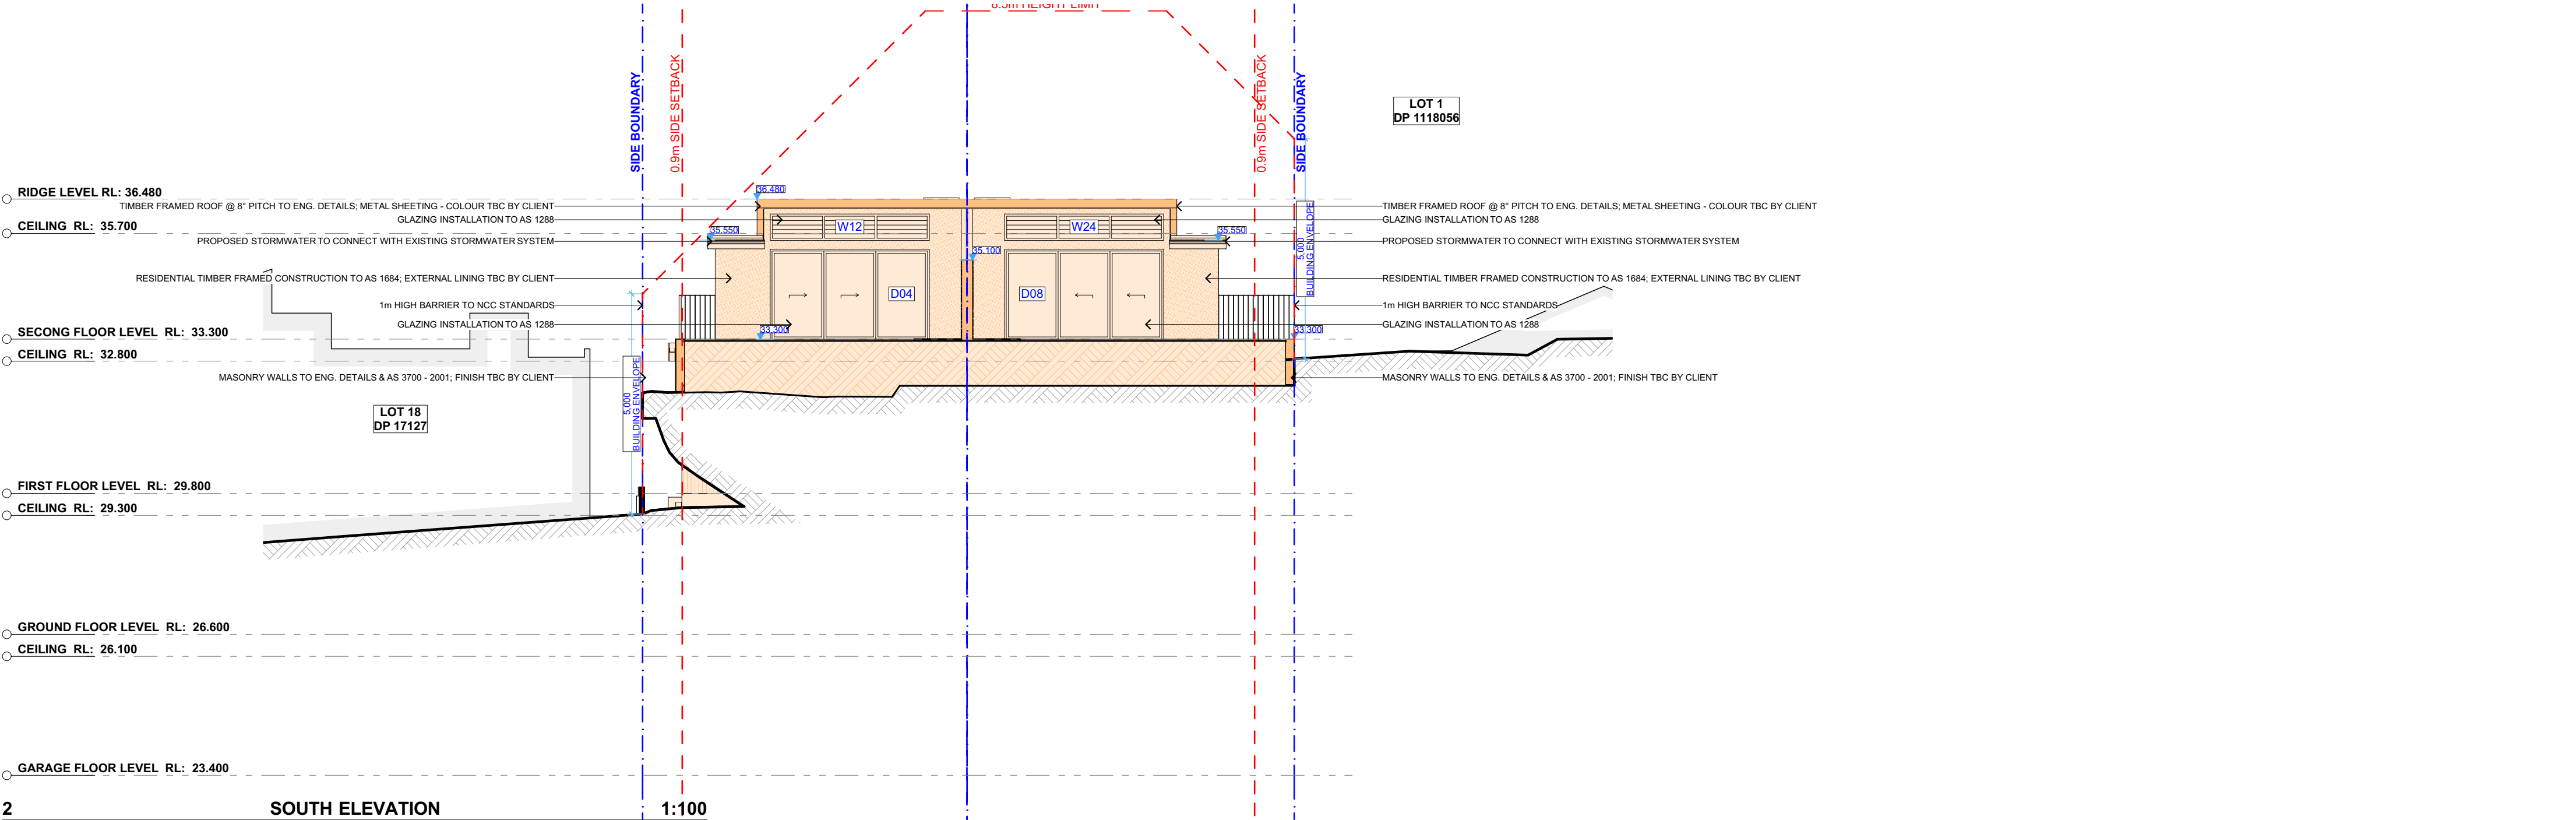 8.5m HEIGHT LIMIT
SIDE BOUNDARY
0.9m SIDE SETBACK
0.9m SIDE SETBACK
SIDE BOUNDARY
LOT 1
DP 1118056
RIDGE LEVEL RL: 36.480
36.480
TIMBER FRAMED ROOF @ 8° PITCH TO ENG. DETAILS; METAL SHEETING - COLOUR TBC BY CLIENT
TIMBER FRAMED ROOF @ 8° PITCH TO ENG. DETAILS; METAL SHEETING - COLOUR TBC BY CLIENT
GLAZING INSTALLATION TO AS 1288
GLAZING INSTALLATION TO AS 1288
CEILING RL: 35.700
W12
W24
35.550
35.550
PROPOSED STORMWATER TO CONNECT WITH EXISTING STORMWATER SYSTEM
PROPOSED STORMWATER TO CONNECT WITH EXISTING STORMWATER SYSTEM
35.100
5,000
BUILDING ENVELOPE
RESIDENTIAL TIMBER FRAMED CONSTRUCTION TO AS 1684; EXTERNAL LINING TBC BY CLIENT
RESIDENTIAL TIMBER FRAMED CONSTRUCTION TO AS 1684; EXTERNAL LINING TBC BY CLIENT
D04
D08
1m HIGH BARRIER TO NCC STANDARDS
1m HIGH BARRIER TO NCC STANDARDS
GLAZING INSTALLATION TO AS 1288
GLAZING INSTALLATION TO AS 1288
SECONG FLOOR LEVEL RL: 33.300
33.300
33.300
CEILING RL: 32.800
MASONRY WALLS TO ENG. DETAILS & AS 3700 - 2001; FINISH TBC BY CLIENT
MASONRY WALLS TO ENG. DETAILS & AS 3700 - 2001; FINISH TBC BY CLIENT
5,000
BUILDING ENVELOPE
LOT 18
DP 17127
FIRST FLOOR LEVEL RL: 29.800
CEILING RL: 29.300
GROUND FLOOR LEVEL RL: 26.600
CEILING RL: 26.100
GARAGE FLOOR LEVEL RL: 23.400
2 SOUTH ELEVATION 1:100